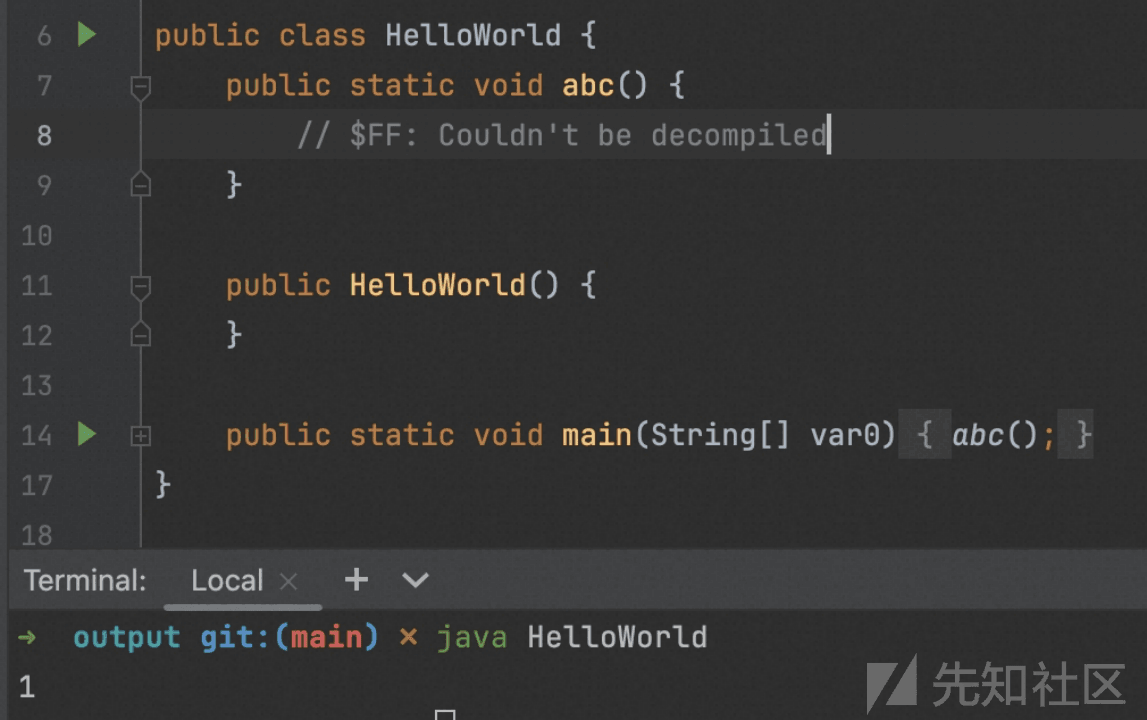 6 public class HelloWorld {
7 public static void abc() {
8 // $FF: Couldn't be decompiled
9 }
10
11 public HelloWorld() {
12 }
13
14 public static void main(String[] var0) { abc(); }
17 }
18
Terminal: Local × + 
→ output git:(main) × java HelloWorld
1
先知社区